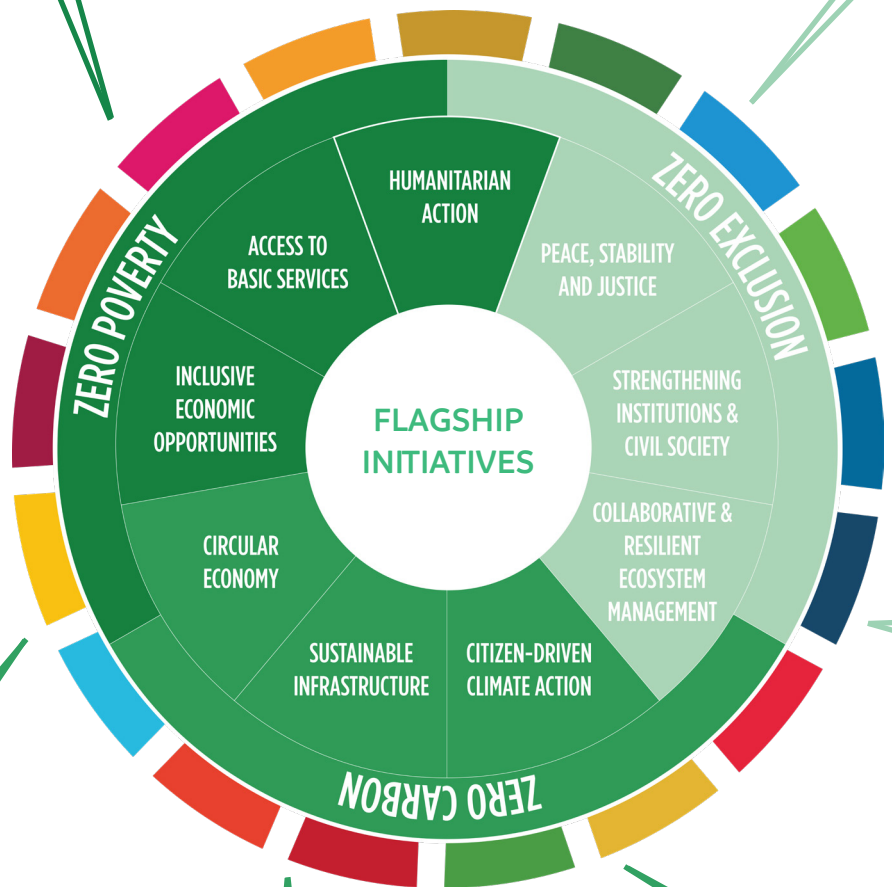 HUMANITARIAN
ACTION
PEACE, STABILITY
AND JUSTICE
STRENGTHENING
INSTITUTIONS &
CIVIL SOCIETY
COLLABORATIVE &
RESILIENT
ECOSYSTEM
MANAGEMENT
CITIZEN-DRIVEN
CLIMATE ACTION
SUSTAINABLE
INFRASTRUCTURE
CIRCULAR
ECONOMY
INCLUSIVE
ECONOMIC
OPPORTUNITIES
ACCESS TO
BASIC SERVICES
FLAGSHIP
INITIATIVES
ZERO EXCLUSION
ZERO CARBON
ZERO POVERTY